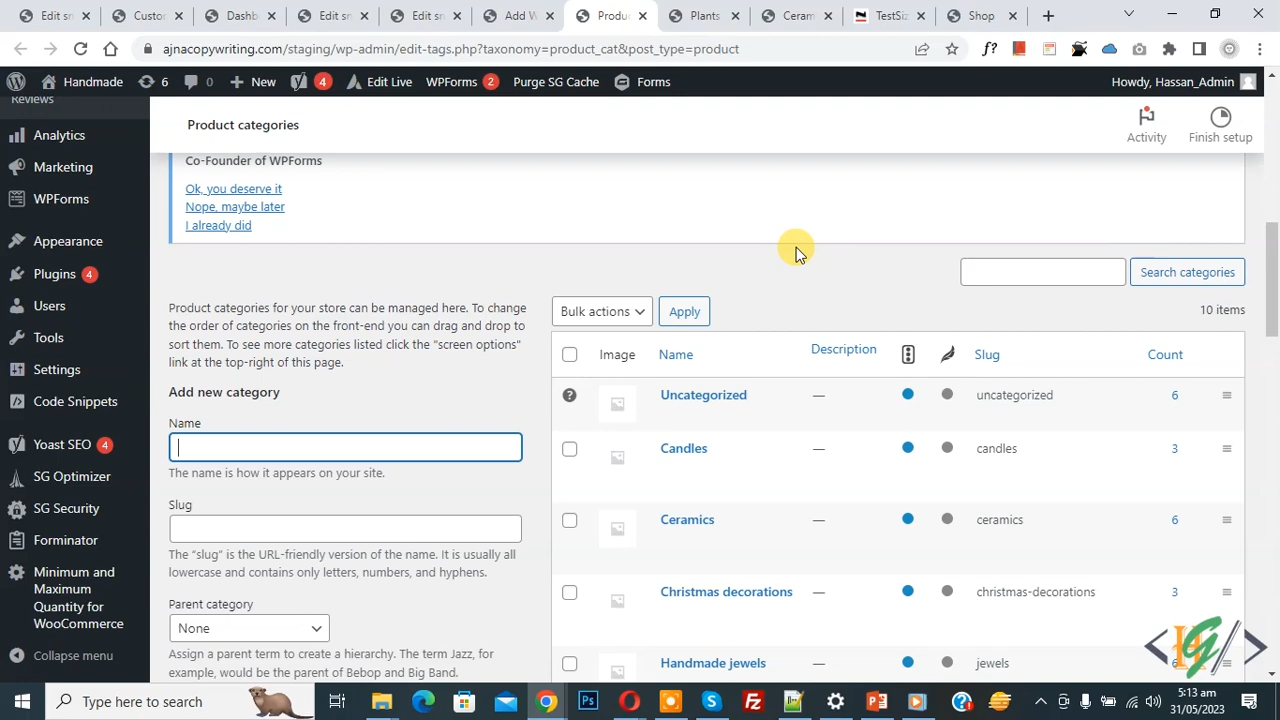 Edit sn
Custo
Dashb
Edit sn
Edit sn
Add W
Produc
Plants
Ceram
TestSiz
Shop
ajnacopywriting.com/staging/wp-admin/edit-tags.php?taxonomy=product_cat&post_type=product
Handmade
6
0
New
4
Edit Live
WPForms 2
Purge SG Cache
Forms
Howdy, Hassan_Admin
Reviews
Analytics
Marketing
WPForms
Appearance
Plugins 4
Users
Tools
Settings
Code Snippets
Yoast SEO 4
SG Optimizer
SG Security
Forminator
Minimum and
Maximum
Quantity for
WooCommerce
Collapse menu
Product categories
Activity
Finish setup
Co-Founder of WPForms
Ok, you deserve it
Nope, maybe later
I already did
Search categories
Product categories for your store can be managed here. To change
the order of categories on the front-end you can drag and drop to
sort them. To see more categories listed click the "screen options"
link at the top-right of this page.
Add new category
Name
The name is how it appears on your site.
Slug
The “slug” is the URL-friendly version of the name. It is usually all
lowercase and contains only letters, numbers, and hyphens.
Parent category
None
Assign a parent term to create a hierarchy. The term Jazz, for
example, would be the parent of Bebop and Big Band.
Bulk actions
Apply
10 items
Image Name Description Slug Count
Uncategorized — uncategorized 6
Candles — candles 3
Ceramics — ceramics 6
Christmas decorations — christmas-decorations 3
Handmade jewels — jewels
Type here to search
5:13 am
31/05/2023